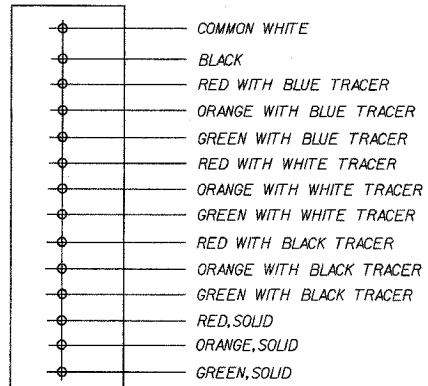 COMMON WHITE
BLACK
RED WITH BLUE TRACER
ORANGE WITH BLUE TRACER
GREEN WITH BLUE TRACER
RED WITH WHITE TRACER
ORANGE WITH WHITE TRACER
GREEN WITH WHITE TRACER
RED WITH BLACK TRACER
ORANGE WITH BLACK TRACER
GREEN WITH BLACK TRACER
RED, SOLID
ORANGE, SOLID
GREEN, SOLID